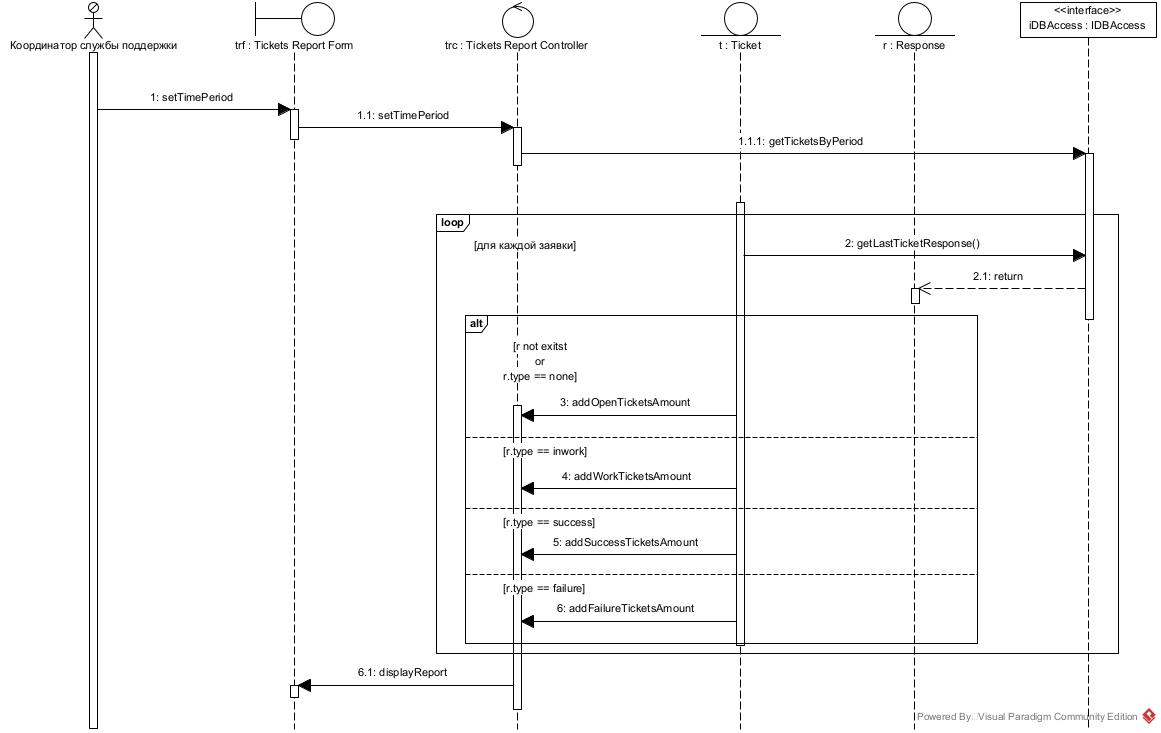 <<interface>>
iDBAccess : IDBAccess
Координатор службы поддержки
trf : Tickets Report Form
trc : Tickets Report Controller
t : Ticket
r : Response
1: setTimePeriod
1.1: setTimePeriod
1.1.1: getTicketsByPeriod
loop
[для каждой заявки]
2: getLastTicketResponse()
2.1: return
alt
[r not exitst
or
r.type == none]
3: addOpenTicketsAmount
[r.type == inwork]
4: addWorkTicketsAmount
[r.type == success]
5: addSuccessTicketsAmount
[r.type == failure]
6: addFailureTicketsAmount
6.1: displayReport
Powered By Visual Paradigm Community Edition